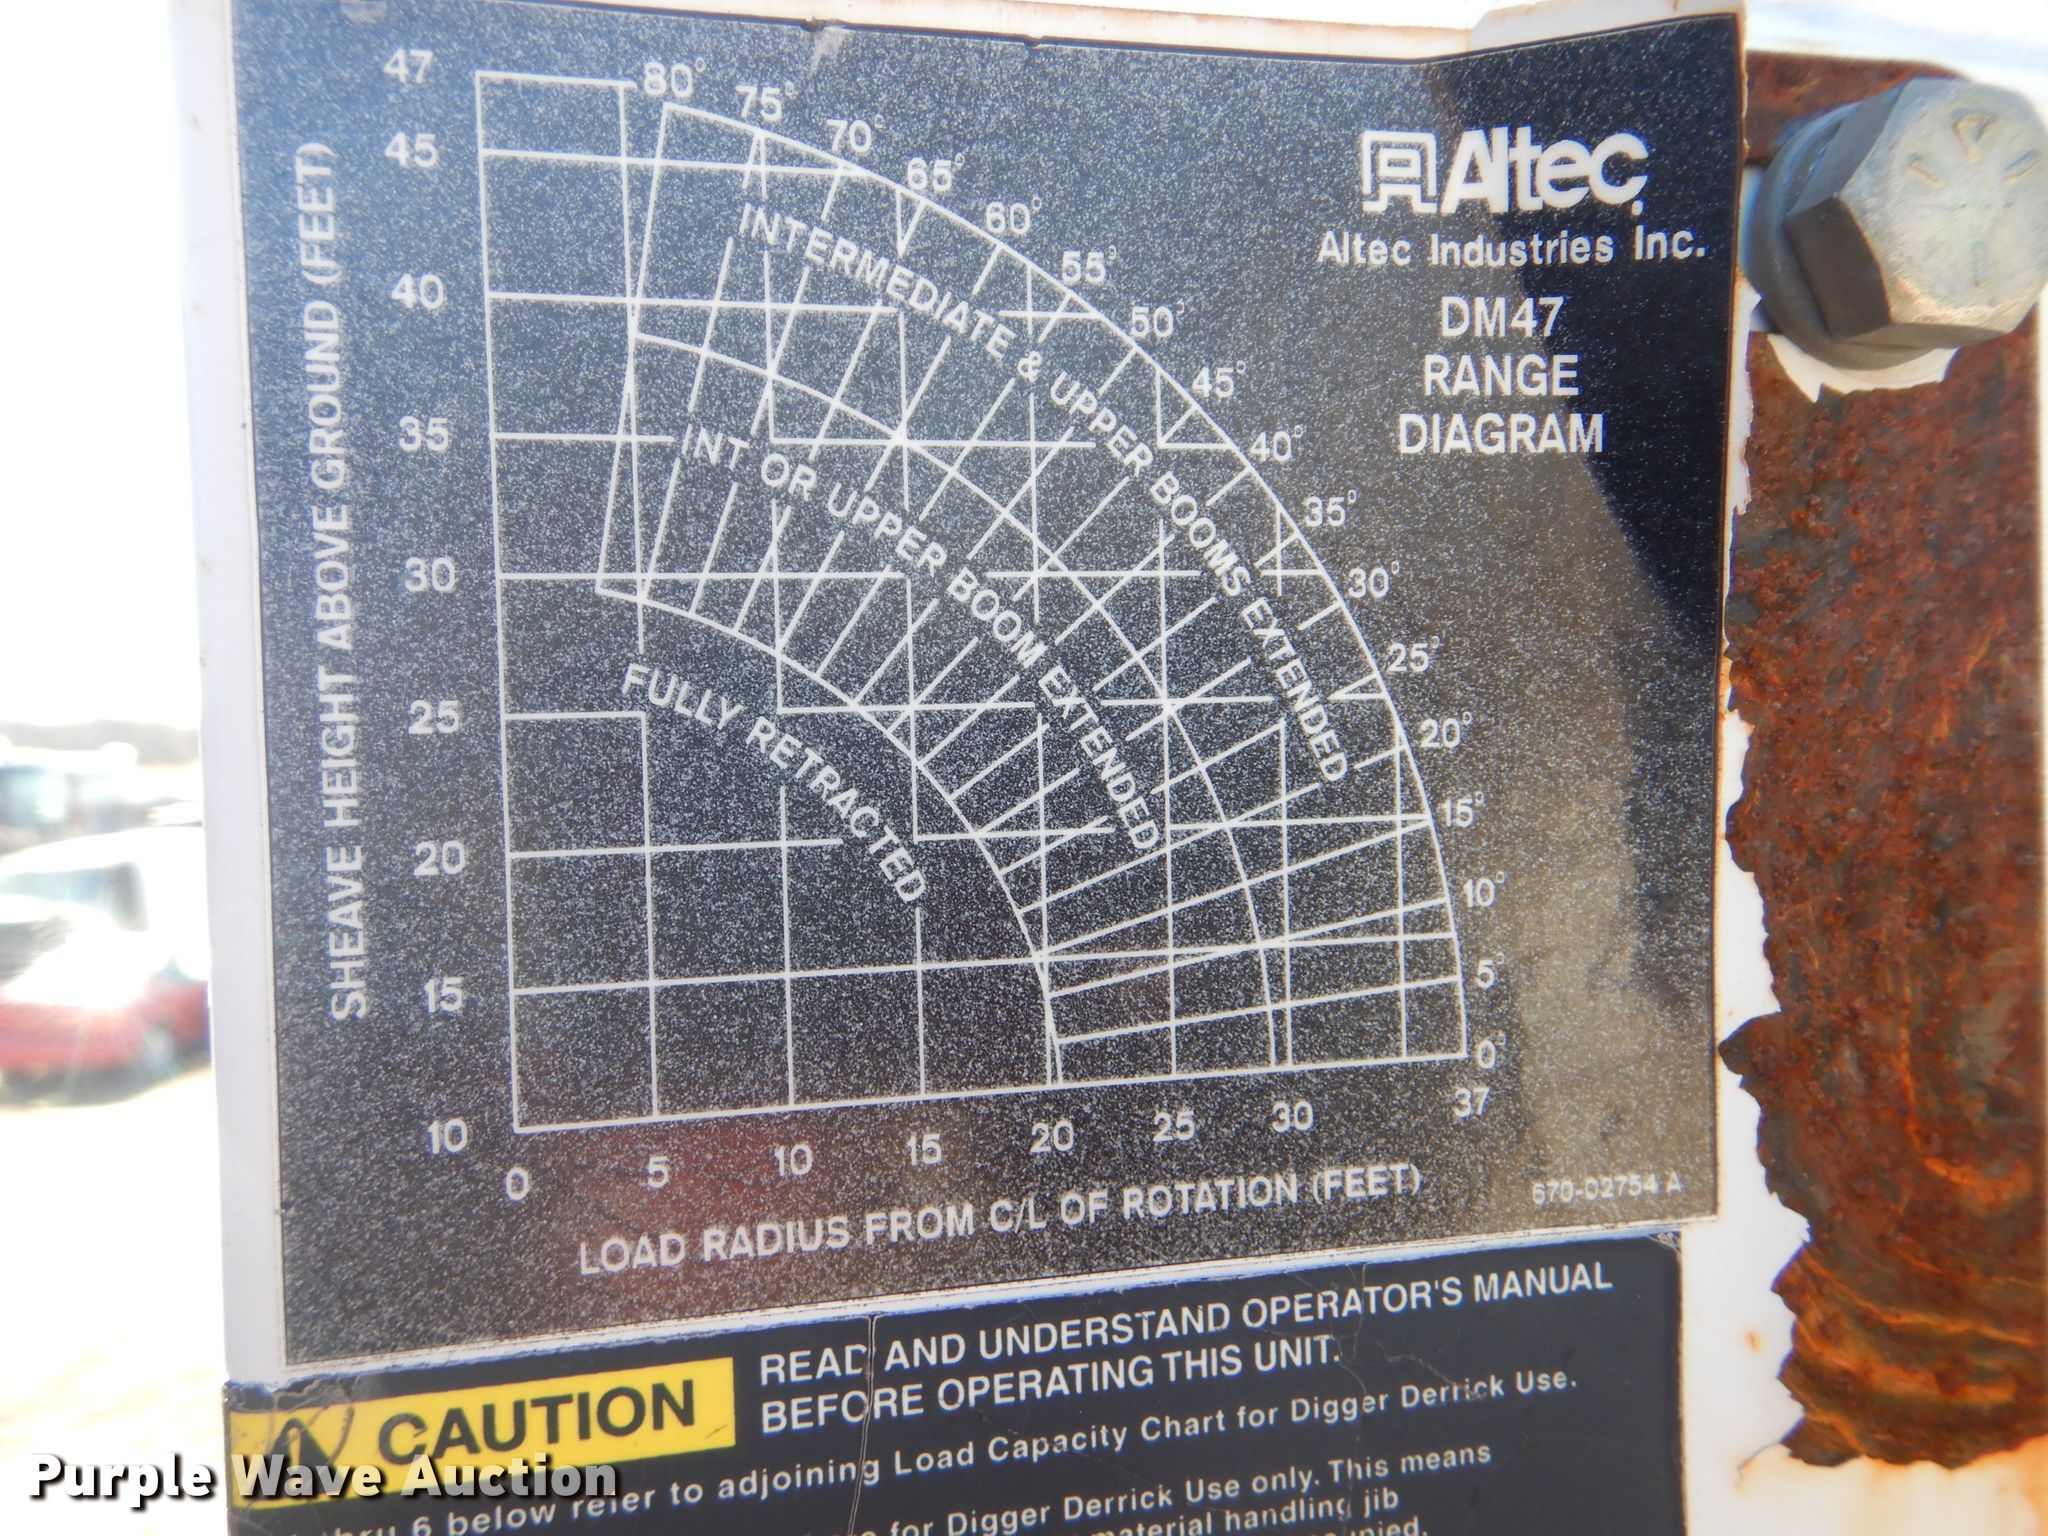 47
45
40
35
30
25
20
15
10
SHEAVE HEIGHT ABOVE GROUND (FEET)
80°
75°
70°
65°
60°
55°
50°
45°
40°
35°
30°
25°
20°
15°
10°
5°
0°
INTERMEDIATE & UPPER BOOMS EXTENDED
INT OR UPPER BOOM EXTENDED
FULLY RETRACTED
0 5 10 15 20 25 30 37
LOAD RADIUS FROM C/L OF ROTATION (FEET)
Altec
Altec Industries Inc.
DM47
RANGE
DIAGRAM
670-02754 A
CAUTION
READ AND UNDERSTAND OPERATOR'S MANUAL
BEFORE OPERATING THIS UNIT.
thru 6 below refer to adjoining Load Capacity Chart for Digger Derrick Use.
for Digger Derrick Use only. This means
material handling jib
Purple Wave Auction